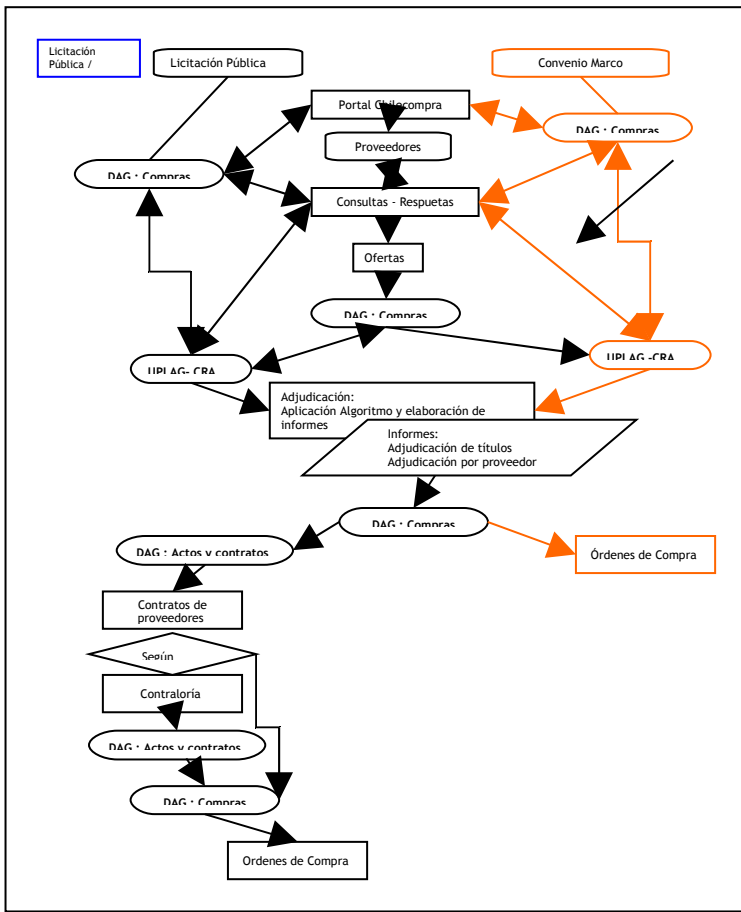 Licitación
Pública /
Licitación Pública
Convenio Marco
Portal Chilecompra
DAG : Compras
Proveedores
DAG : Compras
Consultas - Respuetas
Ofertas
DAG : Compras
UPLAG- CRA
UPLAG -CRA
Adjudicación:
Aplicación Algoritmo y elaboración de
informes
Informes:
Adjudicación de títulos
Adjudicación por proveedor
DAG : Compras
DAG : Actos y contratos
Órdenes de Compra
Contratos de
proveedores
Según
Contraloría
DAG : Actos y contratos
DAG : Compras
Ordenes de Compra